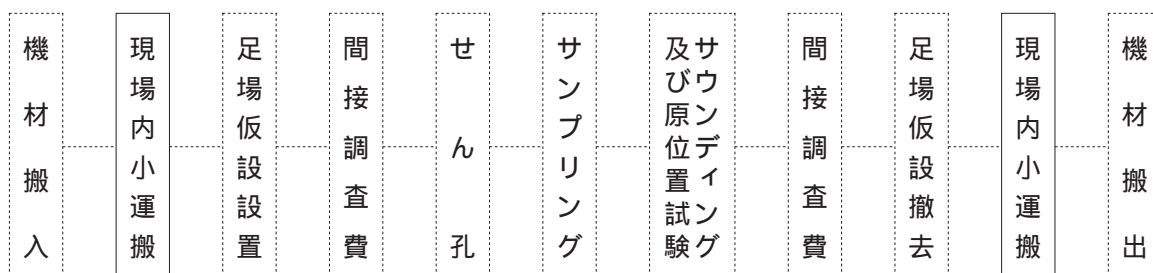 機材搬入
現場内小運搬
足場仮設設置
間接調査費
せん孔
サンプリング
サウンディング
及び原位置試験
間接調査費
足場仮設撤去
現場内小運搬
機材搬出